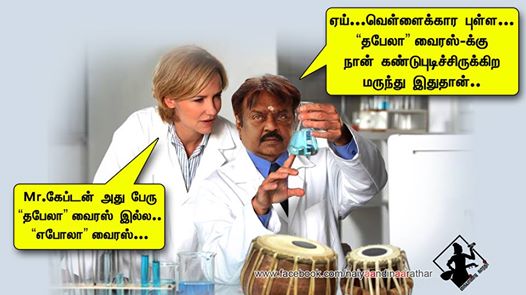 ஏய்...வெள்ளைக்கார புள்ள...
“தபேலா” வைரஸ்-க்கு
நான் கண்டுபுடிச்சிருக்கிற
மருந்து இதுதான்..
Mr.கேப்டன் அது பேரு
“தபேலா” வைரஸ் இல்ல..
“எபோலா” வைரஸ்...
www.facebook.com/naiyaandinaarathar